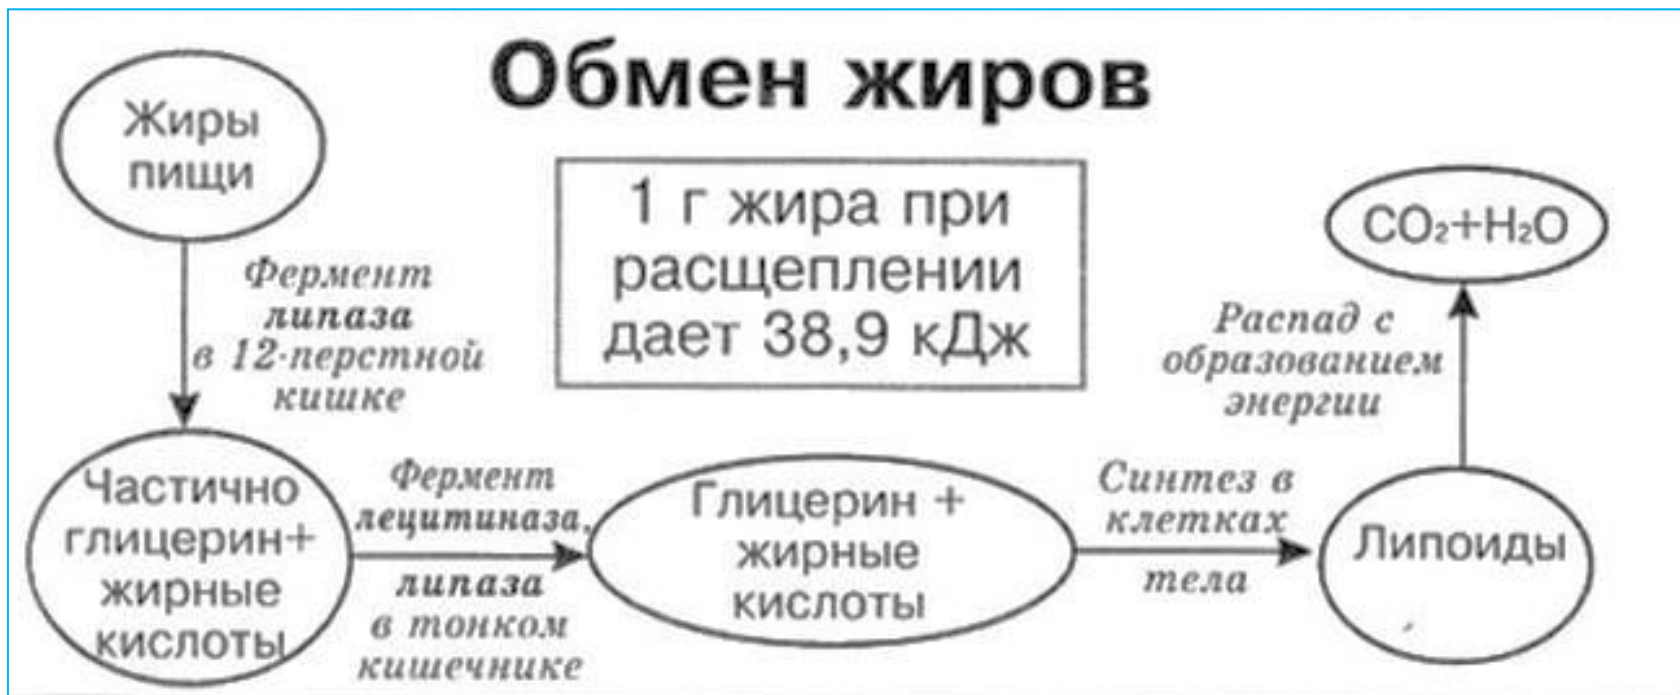 Обмен жиров
Жиры
пищи
Фермент
липаза
в 12-перстной
кишке
1 г жира при
расщеплении
дает 38,9 кДж
CO₂+H₂O
Распад с
образованием
энергии
Частично
глицерин+
жирные
кислоты
Фермент
лецитиназа,
липаза
в тонком
кишечнике
Глицерин +
жирные
кислоты
Синтез в
клетках
тела
Липоиды